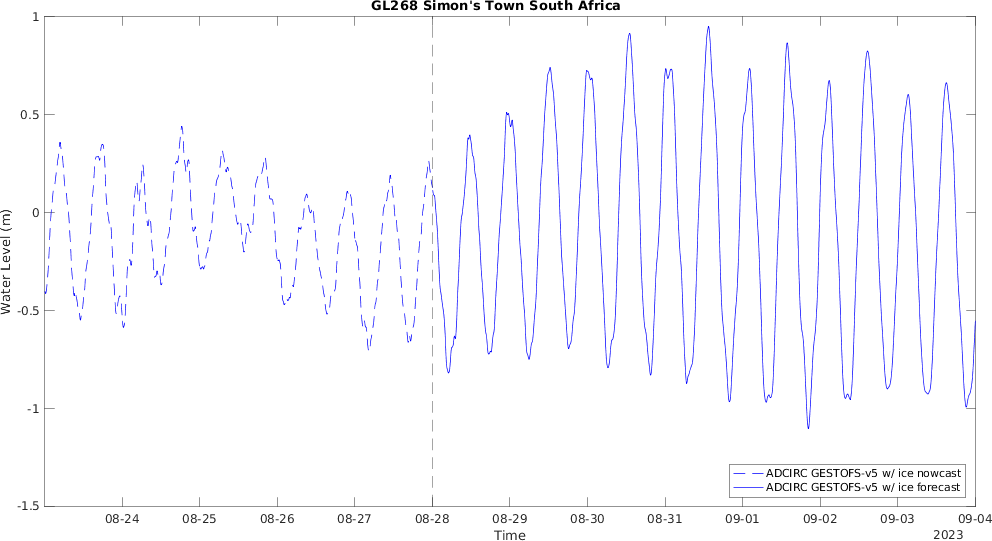 GL268 Simon's Town South Africa
1
0.5
0
-0.5
-1
-1.5
Water Level (m)
08-24 08-25 08-26 08-27 08-28 08-29 08-30 08-31 09-01 09-02 09-03 09-04
Time
2023
ADCIRC GESTOFS-v5 w/ ice nowcast
ADCIRC GESTOFS-v5 w/ ice forecast